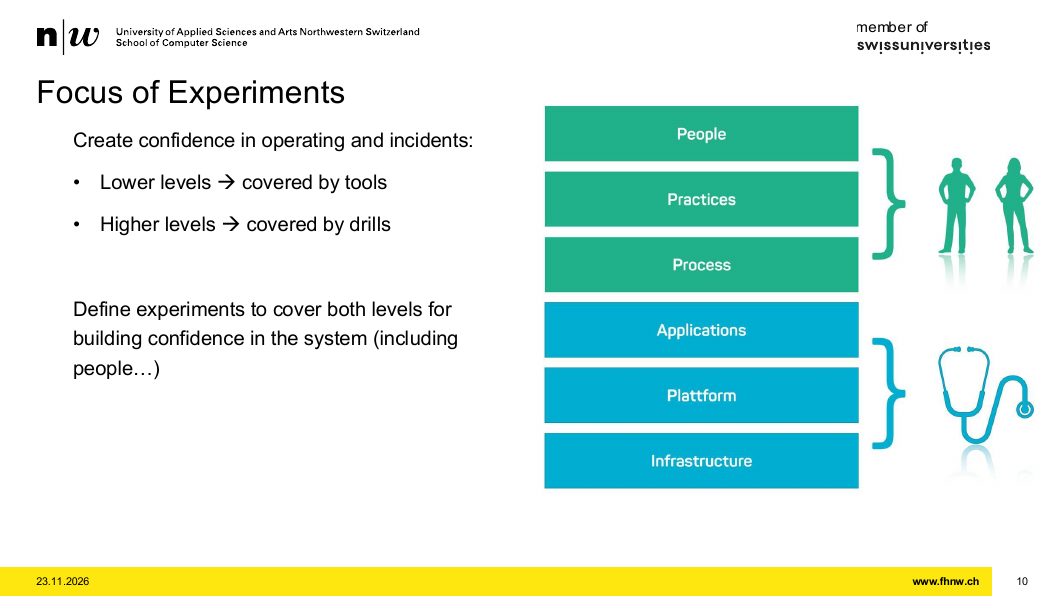 n|w University of Applied Sciences and Arts Northwestern Switzerland
School of Computer Science
member of
swissuniversities
Focus of Experiments
Create confidence in operating and incidents:
• Lower levels → covered by tools
• Higher levels → covered by drills
Define experiments to cover both levels for
building confidence in the system (including
people…)
People
Practices
Process
Applications
Plattform
Infrastructure
23.11.2026
www.fhnw.ch
10